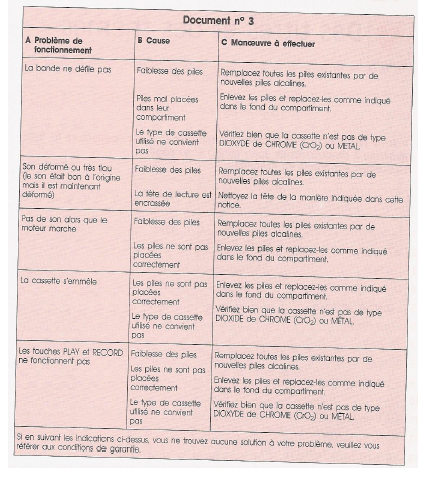 Document nº 3
A Problème de fonctionnement
B Cause
C Manœuvre à effectuer
La bande ne défile pas
Faiblesse des piles
Remplacez toutes les piles existantes par de
nouvelles piles alcalines.
Piles mal placées
dans leur
compartiment
Enlevez les piles et replacez-les comme indiqué
dans le fond du compartiment.
Le type de cassette
utilisé ne convient
pas
Vérifiez bien que la cassette n'est pas de type
DIOXYDE de CHROME (CrO2) ou METAL.
Son déformé ou très flou
(le son était bon à l'origine
mais il est maintenant
déformé)
Faiblesse des piles
Remplacez toutes les piles existantes par de
nouvelles piles alcalines.
La tête de lecture est
encrassée
Nettoyez la tête de la manière indiquée dans cette
notice.
Pas de son alors que le
moteur marche
Faiblesse des piles
Remplacez toutes les piles existantes par de
nouvelles piles alcalines.
Les piles ne sont pas
placées
correctement
Enlevez les piles et replacez-les comme indiqué
dans le fond du compartiment.
La cassette s'emmêle
Les piles ne sont pas
placées
correctement
Enlevez les piles et replacez-les comme indiqué
dans le fond du compartiment.
Le type de cassette
utilisé ne convient
pas
Vérifiez bien que la cassette n'est pas de type
DIOXIDE de CHROME (CrO2) ou MÉTAL.
Les touches PLAY et RECORD
ne fonctionnent pas
Faiblesse des piles
Remplacez toutes les piles existantes par de
nouvelles piles alcalines.
Les piles ne sont pas
placées
correctement
Enlevez les piles et replacez-les comme indiqué
dans le fond du compartiment.
Le type de cassette
utilisé ne convient
pas
Vérifiez bien que la cassette n'est pas de type
DIOXYDE de CHROME (CrO2) ou MÉTAL.
Si en suivant les indications ci-dessus, vous ne trouvez aucune solution à votre problème, veuillez vous
référer aux conditions de garantie.